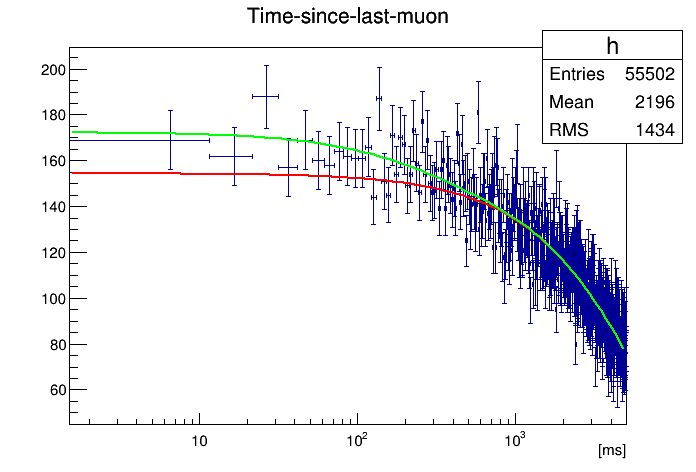 Time-since-last-muon
h
Entries 55502
Mean 2196
RMS 1434
200
180
160
140
120
100
80
60
10
10²
10³
[ms]